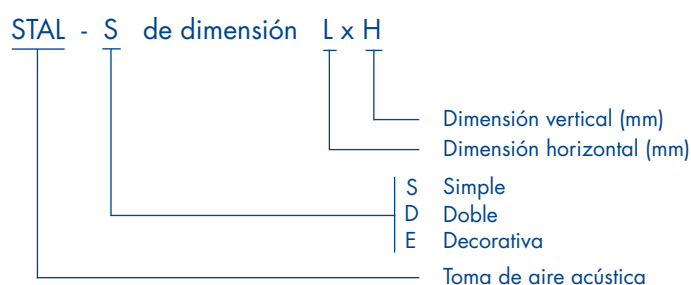 STAL - S de dimensión L x H
Dimensión vertical (mm)
Dimensión horizontal (mm)
S Simple
D Doble
E Decorativa
Toma de aire acústica